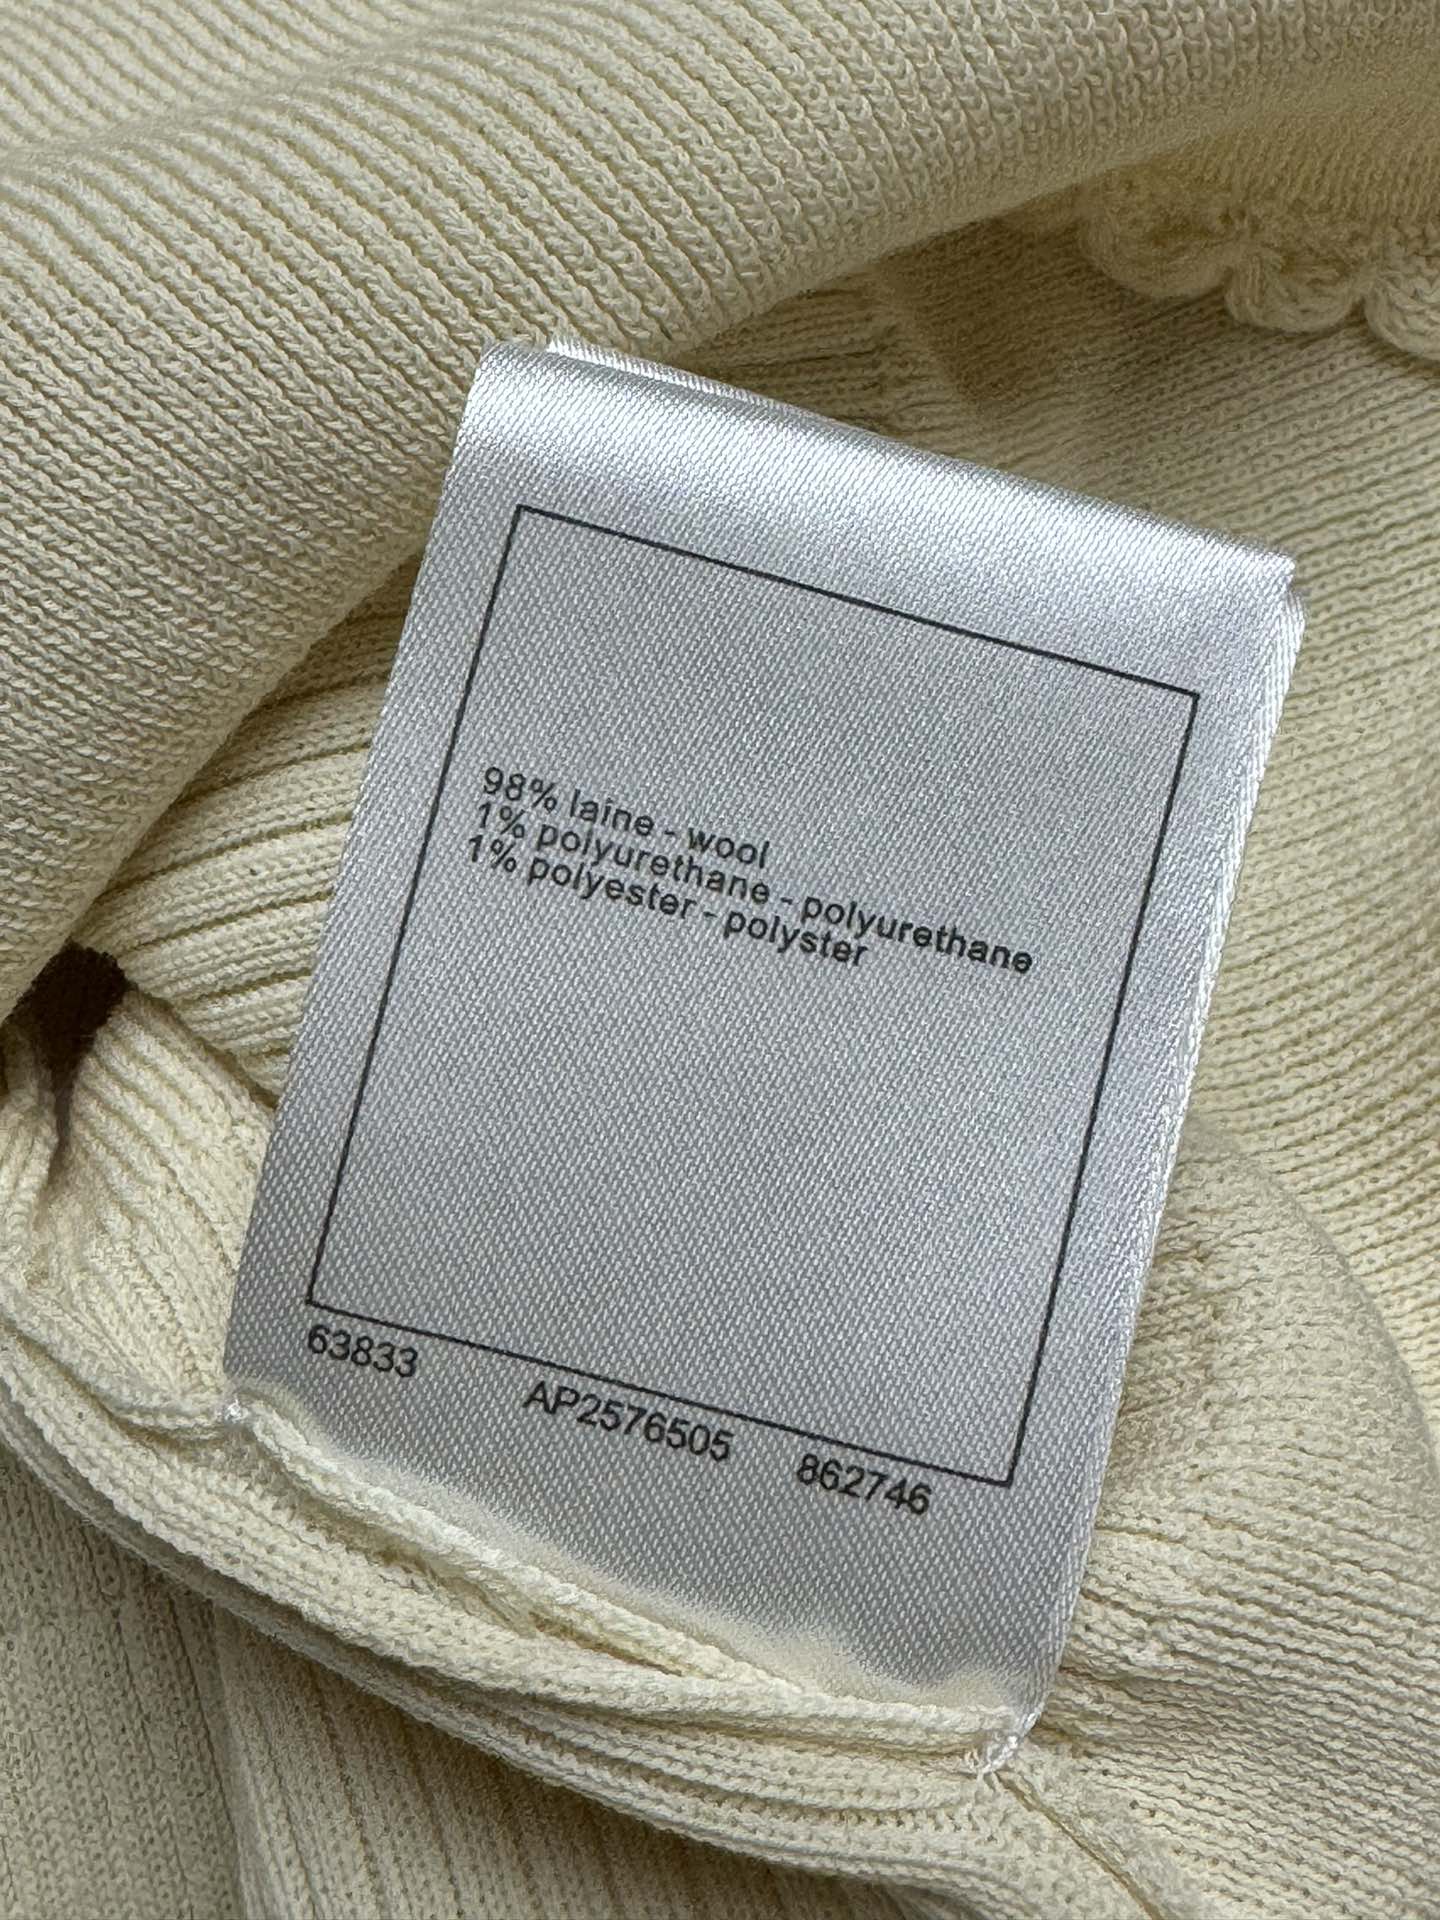 98% laine - wool
1% polyurethane - polyurethane
1% polyester - polyster
63833 AP2576505 862746